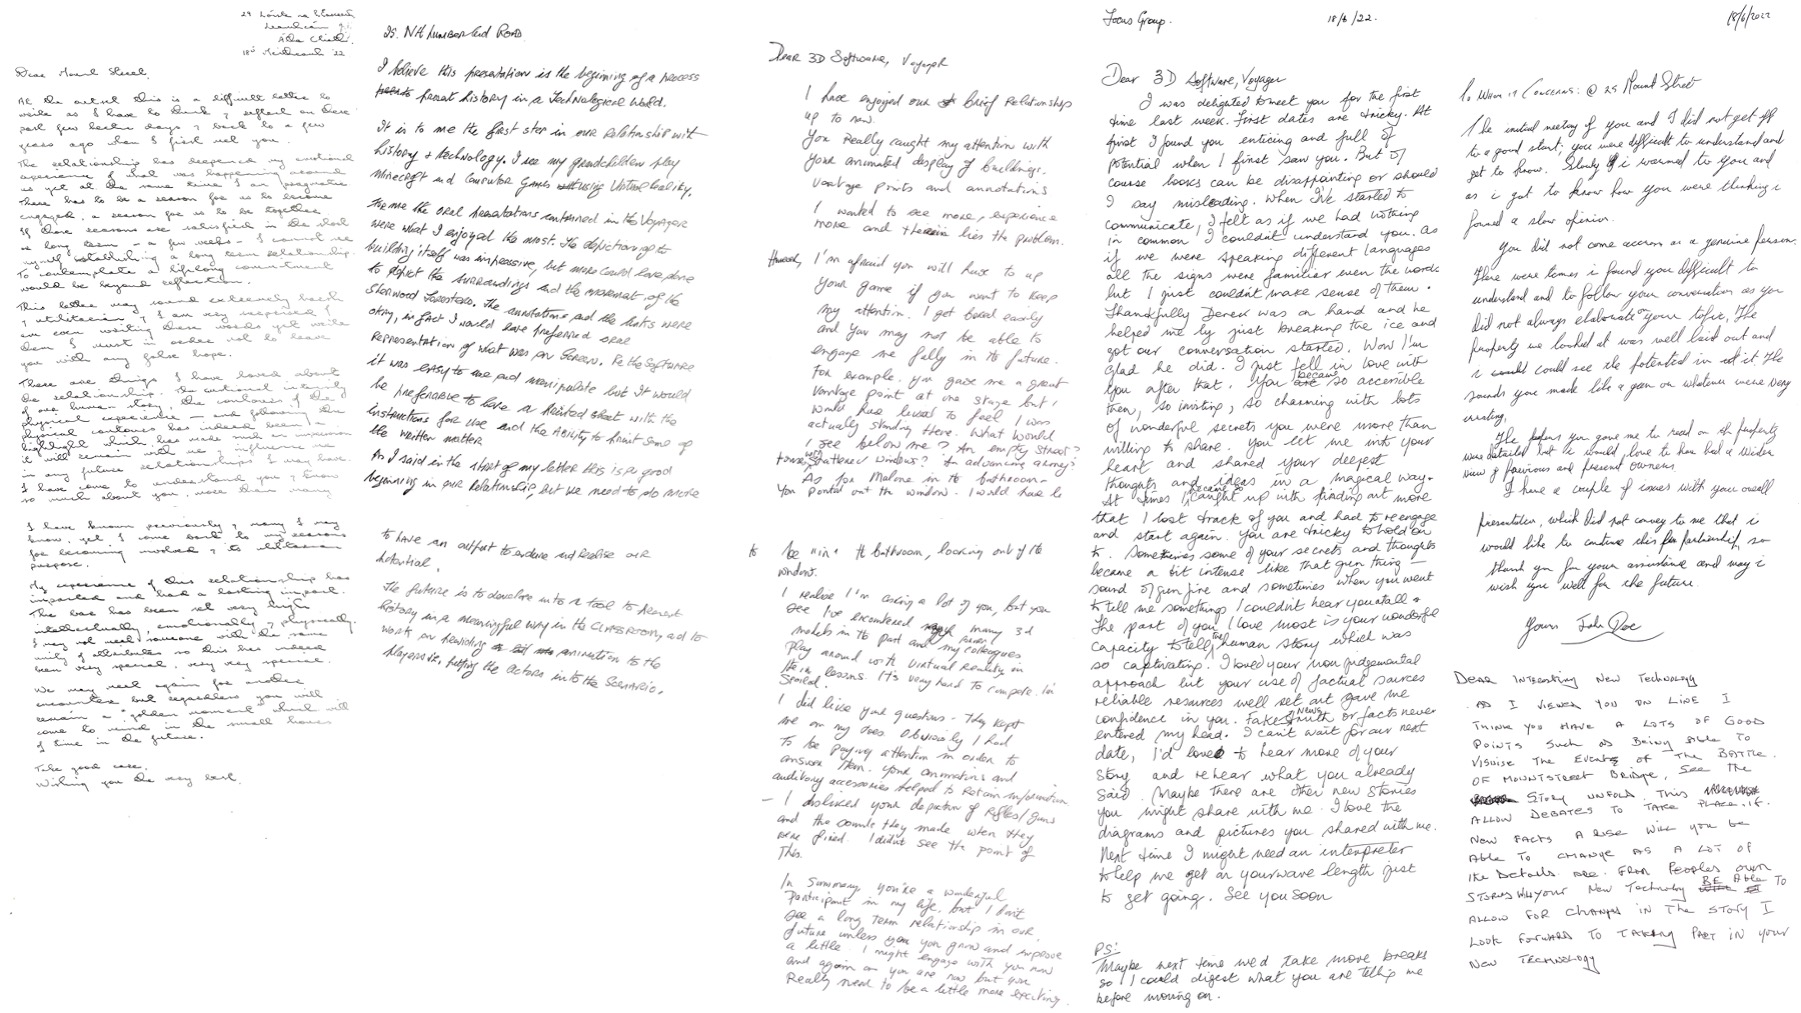 Dear Mount Street,
At the outset this is a difficult letter to
write as I have to think & reflect on these
past few hectic days & back to a few
years ago when I first met you.
The relationship has deepened my emotional
experience of what was happening around
us yet at the same time I am pragmatic
There has to be a season for us to become
engaged, a season for us to be together
If those seasons are satisfied in the short
or long term – a few weeks – I cannot see
myself establishing a long term relationship.
To contemplate a lifelong commitment
would be beyond
This letter may sound extremely harsh
& utilitarian & I am very surprised I
am even writing these words yet write
them I must in order not to leave
you with any false hope.
There are things I have loved about
the relationship. The emotional intensity
of our human story, the contours of the
physical experience – and following the
physical contours has indeed been a
highlight which has made such an impression
it will remain with me & influence me
in any future relationships I may have.
I have come to understand you & know
so much about you, more than many
I have known previously & many I may
know, yet, I come back to my reasons
for becoming involved & its utilitarian
purpose.
My experience of this relationship has
impacted and had a lasting impact.
The bar has been set very high
intellectually, emotionally & physically.
I may not meet someone with the same
unity of attributes so this has indeed
been very special, very very special.
We may meet again for another
encounter but regardless you will
remain a "golden moment" which will
come to mind in the small hours
of time in the future.
Take good care.
Wishing you the very best.
25. Nthumberland Road
I believe this presentation is the begining of a process
to present history in a Technological World.
It is to me the first step in our Relationship with
history + technology. I see my grandchildren play
Minecraft and Computor Games using Virtual Reality.
For me the oral presentations contained in the Voyager
were what I enjoyed the most. The depiction of the
building itself was impressive, but more could have done
to depict the surroundings and the movement of the
Sherwood Foresters. The annotations and the links were
okay, in fact I would have preferred oral
Representation of what was on Screen. Re the Software
it was easy to use and manipulate but it would
be preferable to have a printed sheet with the
instructions for use and the Ability to print some of
the written matter
As I said in the start of my letter this is a good
beginning in our Relationship but we need to do more
to have an output to endure and realise our
potential.
The future is to develope into a tool to present
history in a meaningful way in the CLASSROOM, and to
work on providing animation to the
players ie. putting the actors into the Scenario.
Dear 3D Software, Voyager
I have enjoyed our brief relationship
up to now.
You Really caught my attention with
your animated display of buildings.
Vantage points and annotations
I wanted to see more, experience
more and therein lies the problem.
However, I'm afraid you will have to up
your game if you want to keep
my attention. I get bored easily
and you may not be able to
engage me fully in to future.
For example. You gave me a great
Vantage point at one stage but I
would have loved to feel I was
actually standing there. What would
I see below me? An empty street?
Shattered windows? An advancing army?
As for Malone in the bathroom –
You pointed out the window. I would have to
to be "in" the bathroom, looking out of the
window.
I realise I'm asking a lot of you, but you
see I've encountered many 3d
models in the past and my colleagues
play around with virtual Reality in
their lessons. It's very hard to compete. I'm
spoiled.
I did like your questions – They kept
me on my toes. Obviously I had
to be paying attention in order to
answer them. Your animations and
auditory accessories helped to Retain information
– I disliked your depiction of Rifles/guns
and the sounds they made when they
were fired. I didn't see the point of
this.
In Summary you're a wonderful
Participant in my life, but I don't
see a long term relationship in our
future unless you grow and improve
a little. I might engage with you now
and again as you are now but you
Really need to be a little more exciting.
Focus Group. 18/6/22.
Dear 3D Software, Voyager
I was delighted to meet you for the first
time last week. First dates are tricky. At
first I found you enticing and full of
potential when I first saw you. But of
course looks can be disappointing or should
I say misleading. When I've started to
communicate, I felt as if we had nothing
in common I couldn't understand you. As
if we were speaking different languages
all the signs were familiar even the words
but I just couldn't make sense of them.
Thankfully Derek was on hand and he
helped me by just breaking the ice and
got our conversation started. Wow I'm
glad he did. I just fell in love with
you after that. You became so accessible
then, so inviting, so charming with lots
of wonderful secrets you were more than
willing to share. You let me into your
heart and shared your deepest
thoughts and ideas in a magical way.
At times I became so caught up with finding out more
that I lost track of you and had to reengage
and start again. You are tricky to hold on
to. Sometimes some of your secrets and thoughts
became a bit intense like that gun thing –
sound of gunfire and sometimes when you went
to tell me something I couldn't hear you at all.
The part of you I love most is your wonderful
capacity to tell the human story which was
so captivating. I loved your non judgemental
approach but your use of factual sources
reliable resources well set out gave me
confidence in you. Fake News truth or facts never
entered my head. I can't wait for our next
date, I'd love to hear more of your
story and rehear what you already
said. Maybe there are other new stories
you might share with me. I love the
diagrams and pictures you shared with me.
Next time I might need an interpreter
to help me get on your wave length just
to get going. See you soon
PS:
Maybe next time we'd take more breaks
so I could digest what you are telling me
before moving on.
18/6/2022
To Whom it Concerns: @ 25 Mount Street
The initial meeting of you and I did not get off
to a good start, you were difficult to understand and
get to know. Slowly i warmed to you and
as i got to know how you were thinking i
formed a slow opinion.
You did not come across as a genuine person.
There were times i found you difficult to
understand and to follow your conversation as you
did not always elaborate on your topic. The
property we looked at was well laid out and
i could see the potential in it The
sounds you made like a gun or whatever were very
exciting.
The papers you gave me to read on the property
were detailed but i would love to have had a wider
view of previous and present owners.
I have a couple of issues with your overall
presentation, which did not convey to me that i
would like to continue this partnership so
thank you for your assistance and may i
wish you well for the future.
Yours John Doe
Dear Interesting New Technology
As I viewed you on line I
think you have a lots of good
points such as being able to
visuise the events of the Battle
of Mountstreet Bridge, see the
story unfold. This
allow debates to take place. If
new facts a rise will you be
able to change as a lot of
the details are from peoples own
storys why your new technology be able to
allow for changes in the story I
look forward to taking part in your
new technology